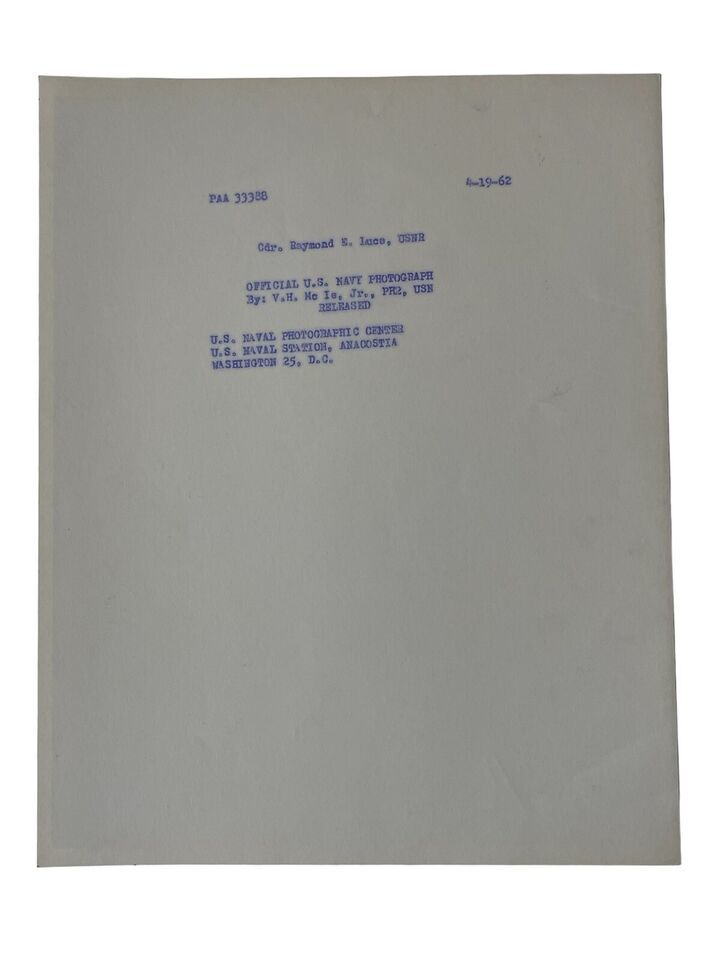 4-19-62
PAA 33388
Cdr. Raymond E. Luce, USNR
OFFICIAL U.S. NAVY PHOTOGRAPH
By: V.H. Mc Ie, Jr., PH2, USN
RELEASED
U.S. NAVAL PHOTOGRAPHIC CENTER
U.S. NAVAL STATION, ANACOSTIA
WASHINGTON 25, D.C.